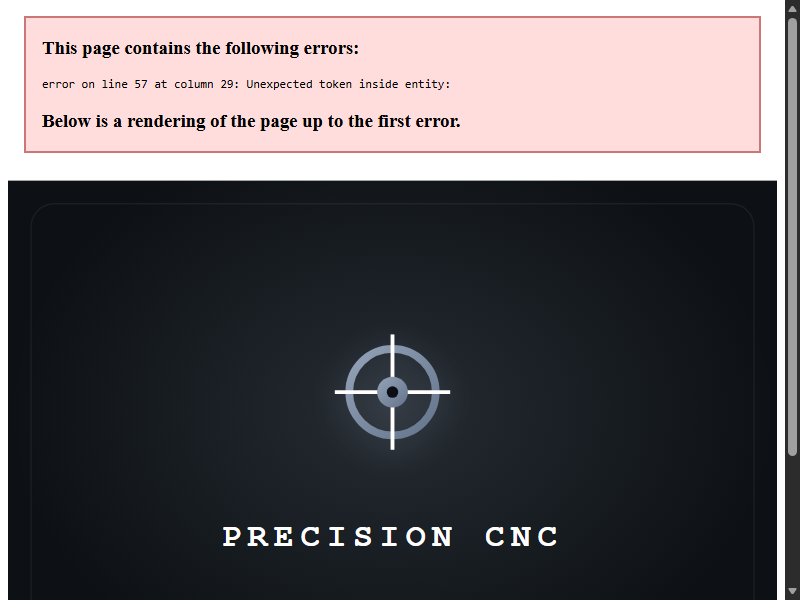 This page contains the following errors:
error on line 57 at column 29: Unexpected token inside entity:
Below is a rendering of the page up to the first error.
PRECISION CNC